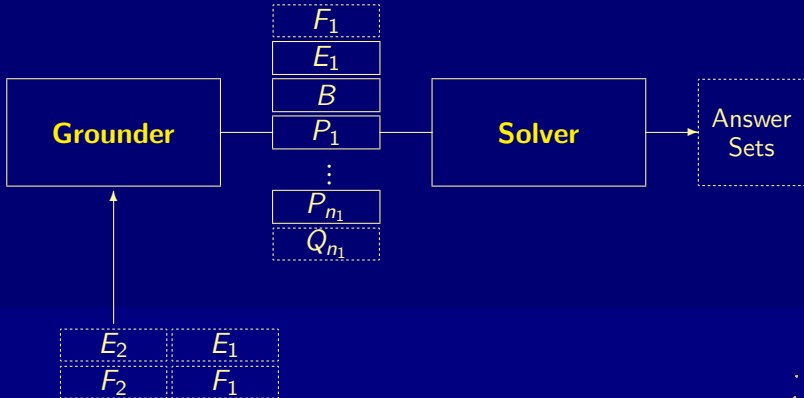 F₁
E₁
B
Grounder
P₁
Solver
Answer
Sets
⋮
Pₙ₁
Qₙ₁
E₂ E₁
F₂ F₁